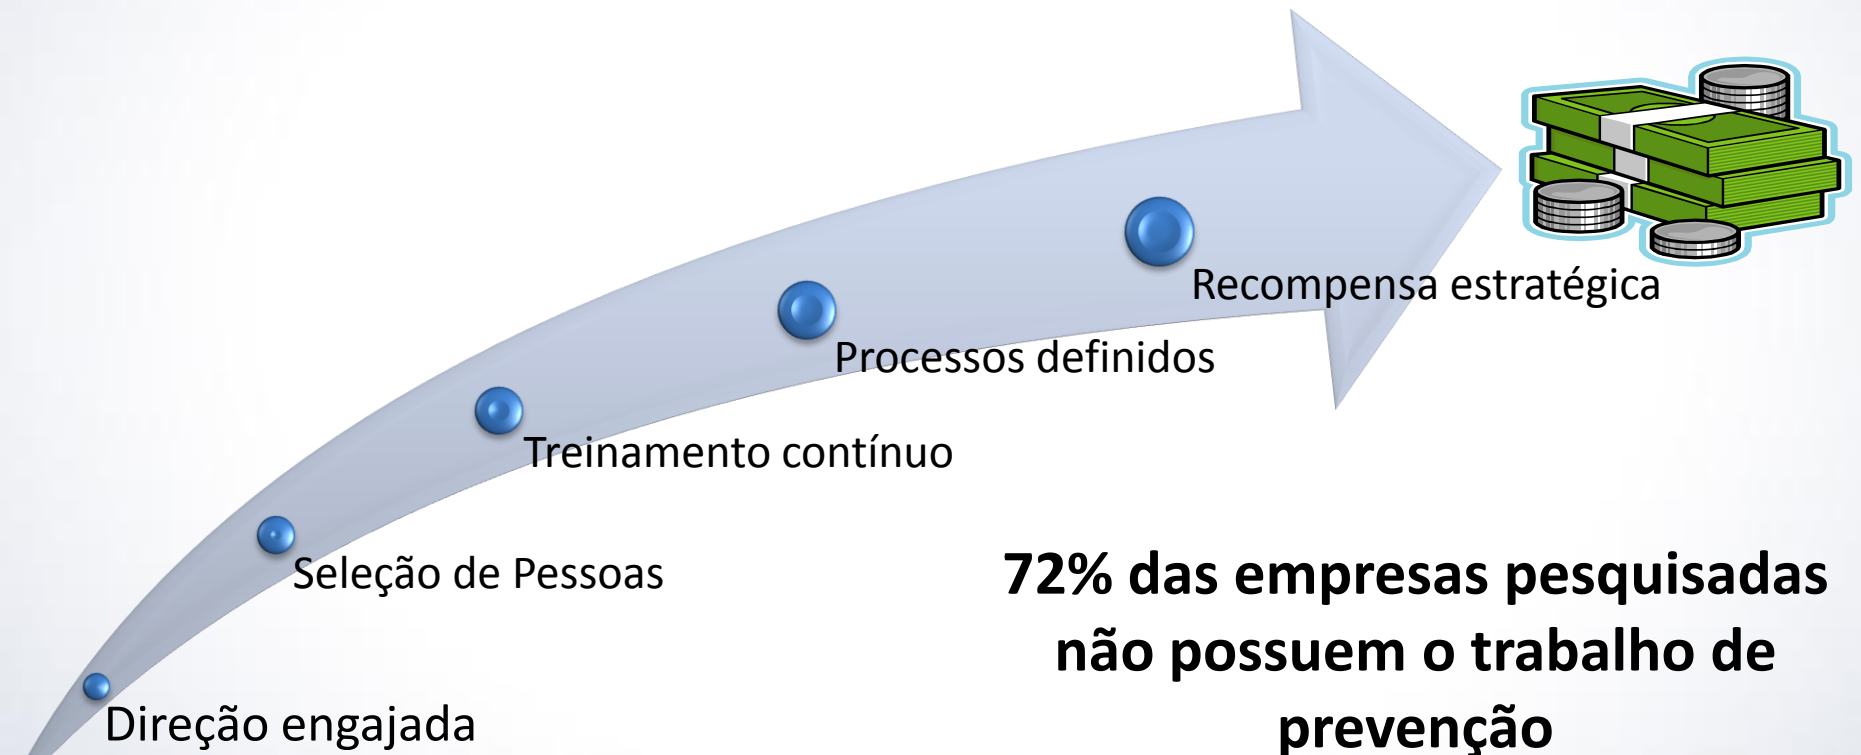 Recompensa estratégica
Processos definidos
Treinamento contínuo
Seleção de Pessoas
Direção engajada
72% das empresas pesquisadas
não possuem o trabalho de
prevenção